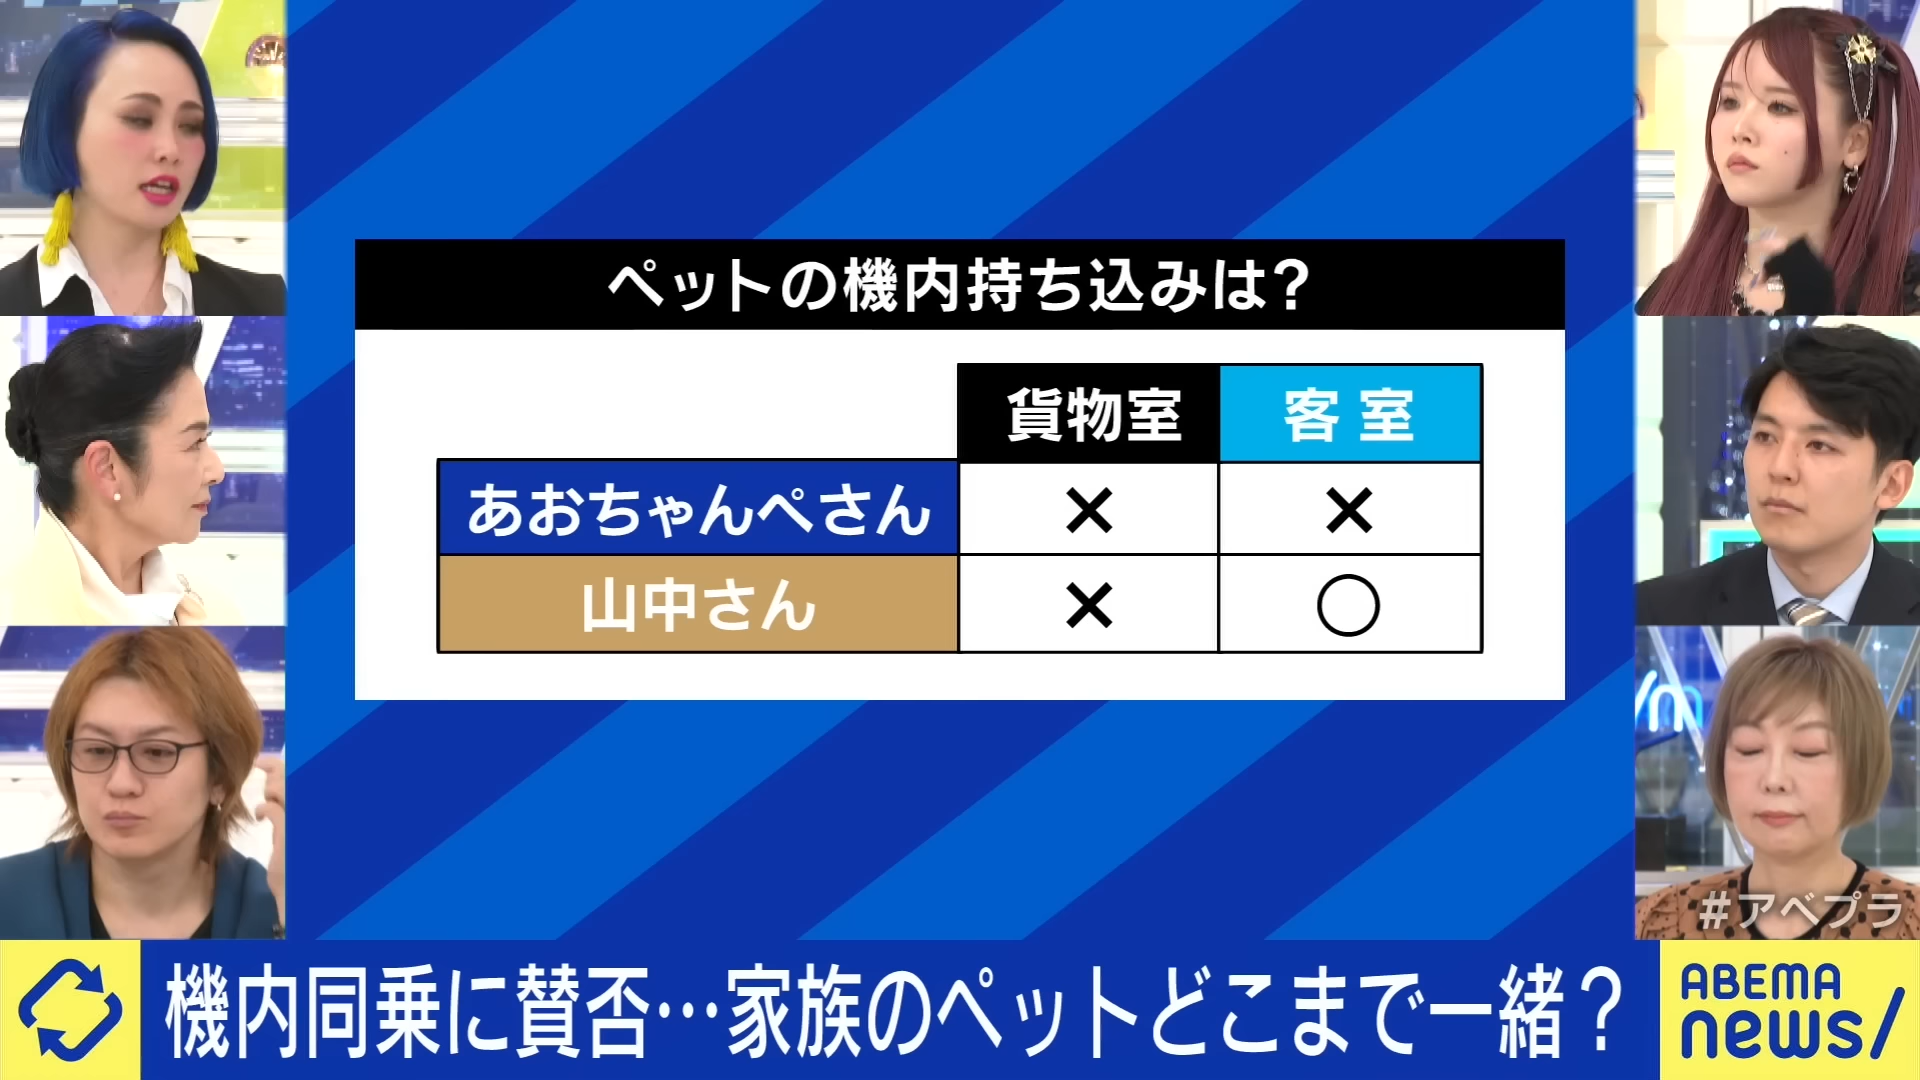 ペットの機内持ち込みは?
貨物室 客室
あおちゃんぺさん × ×
山中さん × ○
#アベプラ
機内同乗に賛否…家族のペットどこまで一緒?
ABEMA
news/